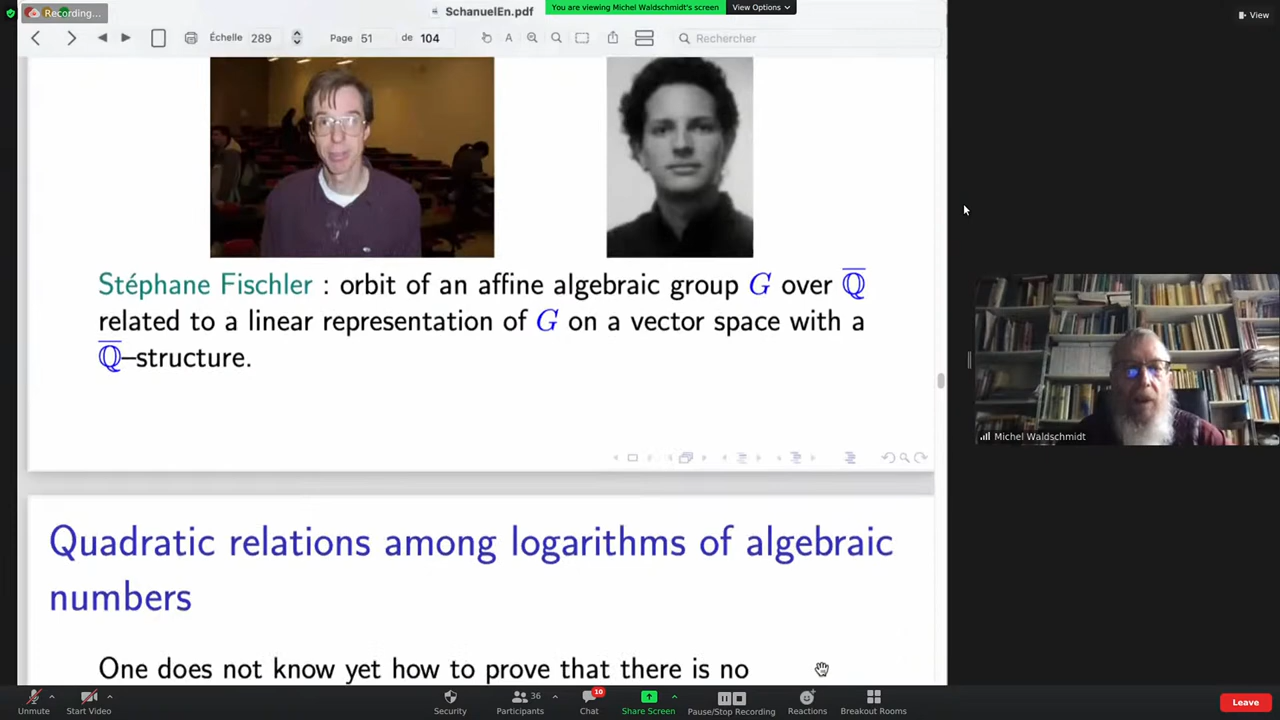 Recording...
SchanuelEn.pdf
You are viewing Michel Waldschmidt's screen
View Options
View
Échelle 289
Page 51 de 104
A
Rechercher
Stéphane Fischler : orbit of an affine algebraic group G over Q̅
related to a linear representation of G on a vector space with a
Q̅–structure.
Michel Waldschmidt
Quadratic relations among logarithms of algebraic
numbers
One does not know yet how to prove that there is no
Unmute
Start Video
Security
Participants
36
Chat
10
Share Screen
Pause/Stop Recording
Reactions
Breakout Rooms
Leave